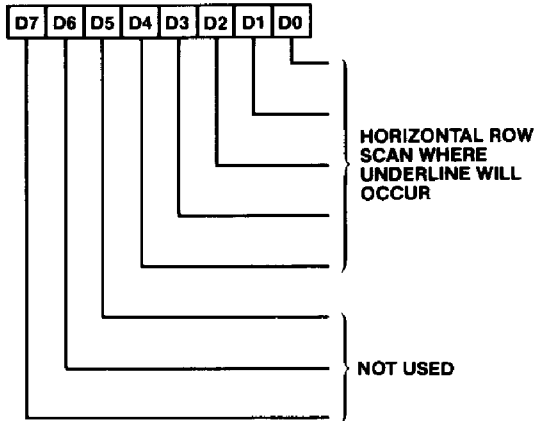 D7 D6 D5 D4 D3 D2 D1 D0
HORIZONTAL ROW
SCAN WHERE
UNDERLINE WILL
OCCUR
NOT USED